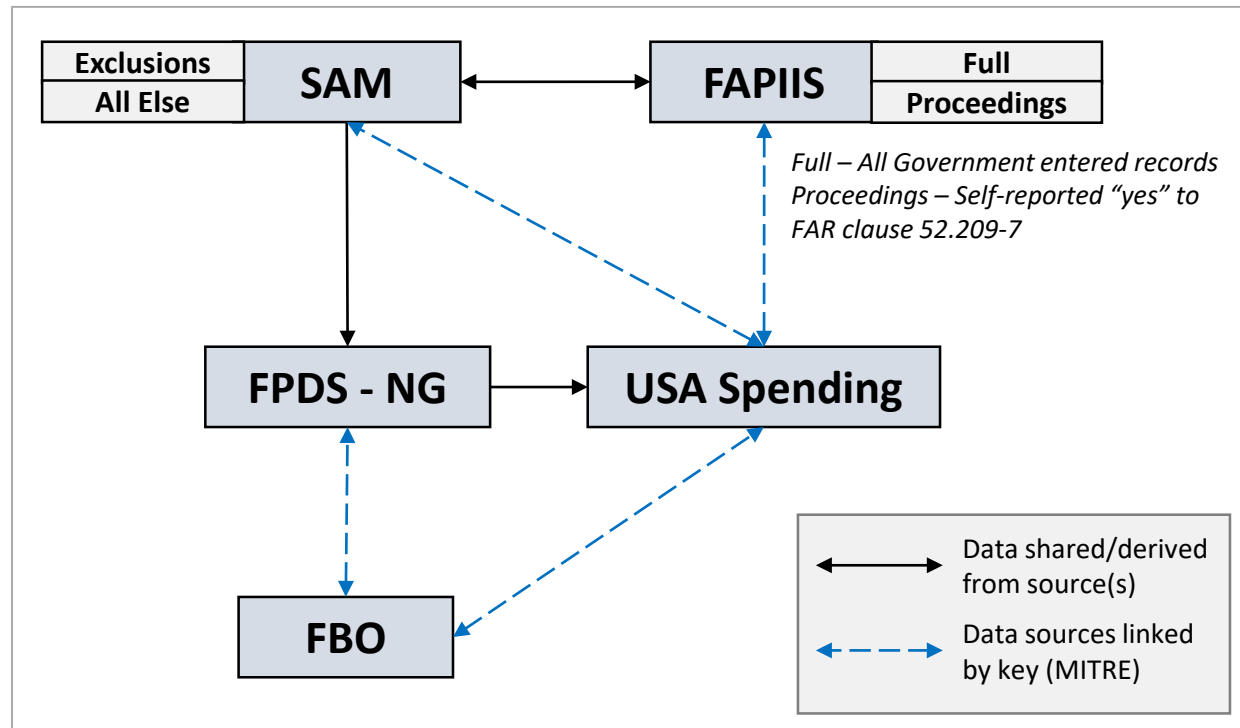 Exclusions
All Else
SAM
FAPIIS
Full
Proceedings
Full – All Government entered records
Proceedings – Self-reported “yes” to
FAR clause 52.209-7
FPDS - NG
USA Spending
FBO
Data shared/derived
from source(s)
Data sources linked
by key (MITRE)